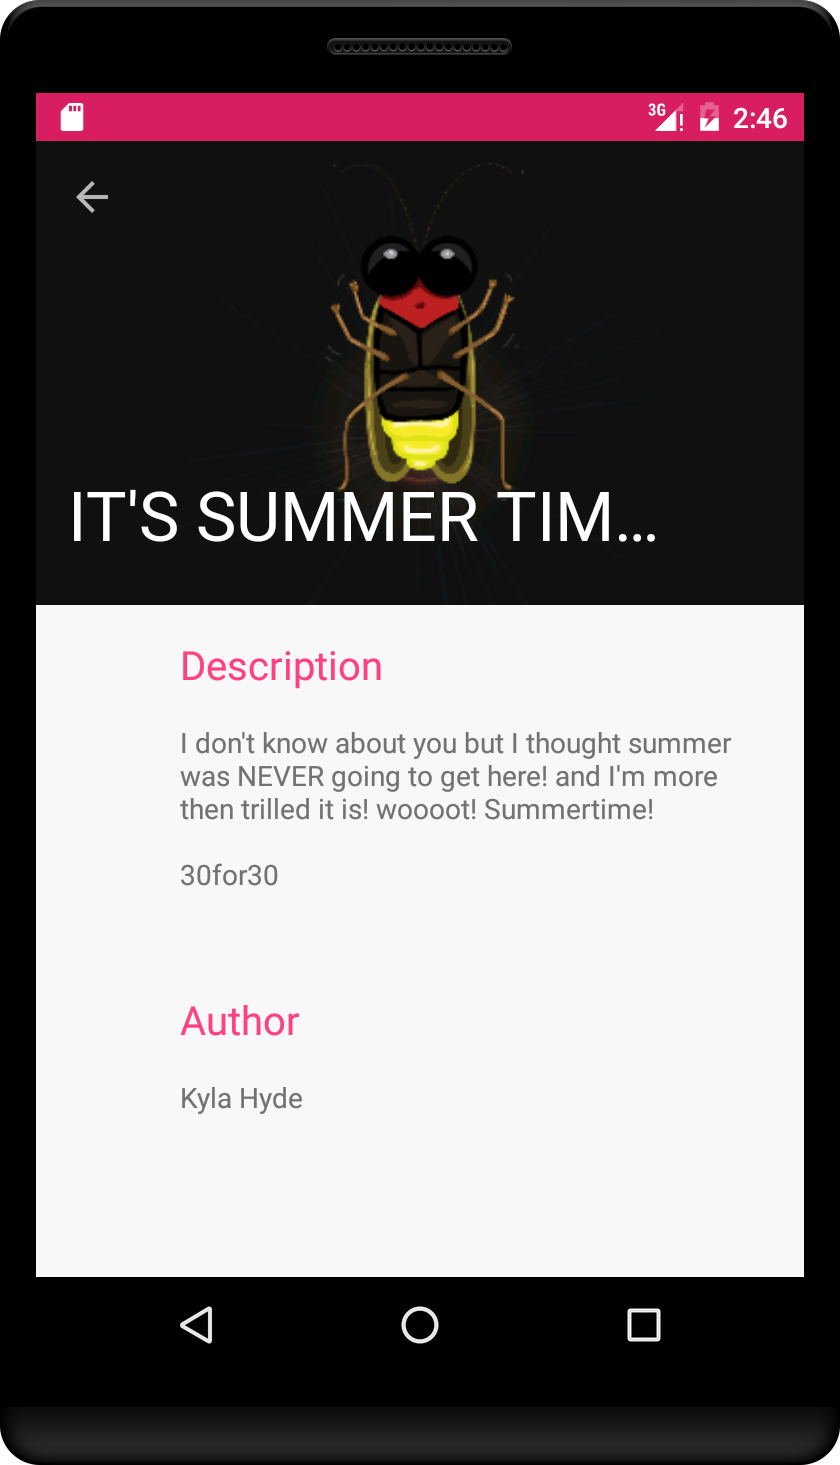 3G
2:46
IT'S SUMMER TIM...
Description
I don't know about you but I thought summer
was NEVER going to get here! and I'm more
then trilled it is! woooot! Summertime!
30for30
Author
Kyla Hyde